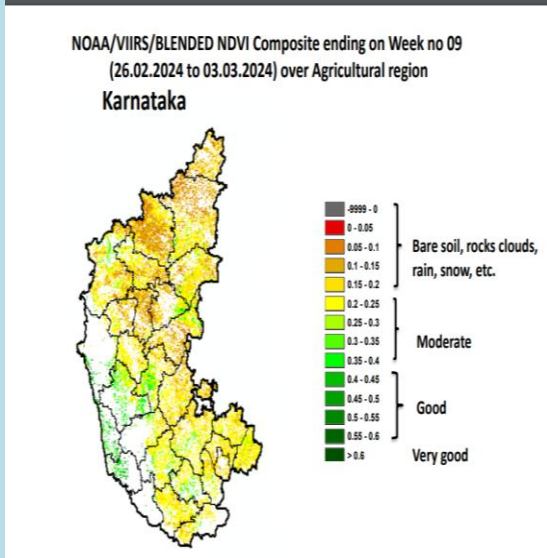 NOAA/VIIRS/BLENDED NDVI Composite ending on Week no 09
(26.02.2024 to 03.03.2024) over Agricultural region
Karnataka
-9999 - 0
0 - 0.05
0.05 - 0.1
0.1 - 0.15
0.15 - 0.2
0.2 - 0.25
0.25 - 0.3
0.3 - 0.35
0.35 - 0.4
0.4 - 0.45
0.45 - 0.5
0.5 - 0.55
0.55 - 0.6
> 0.6
Bare soil, rocks clouds,
rain, snow, etc.
Moderate
Good
Very good